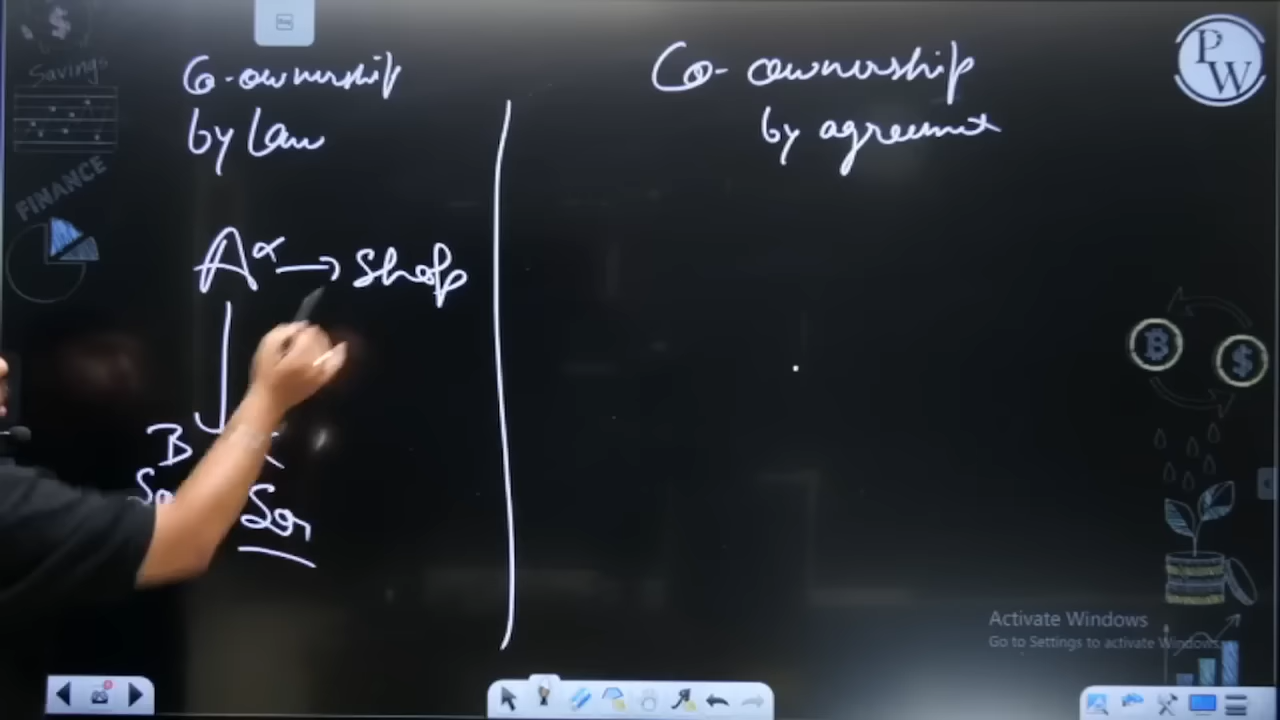 Savings
FINANCE
Co-ownership
by Law
Co-ownership
by agreement
A → Shop
B
Son
PW
Activate Windows
Go to Settings to activate Windows.